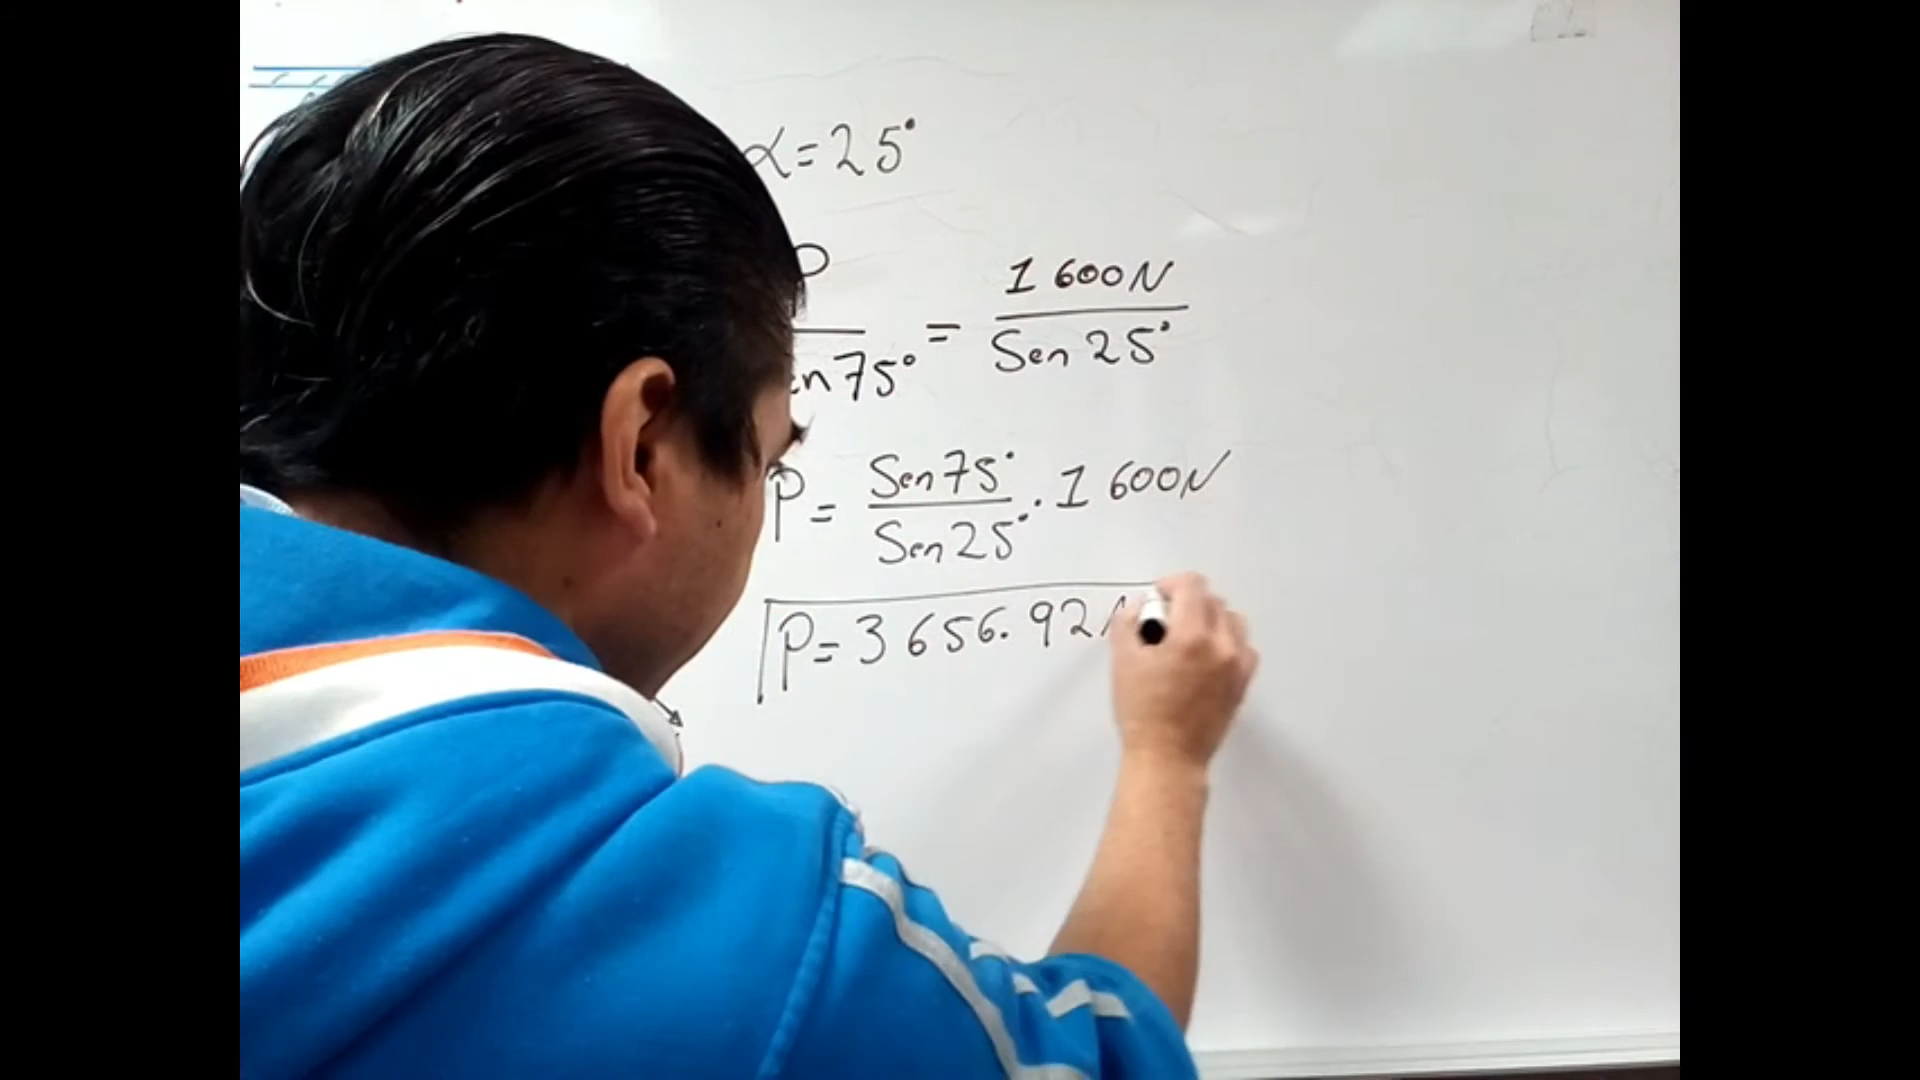 α=25°
P = 1 600N
en 75° Sen 25°
P = Sen 75° . 1 600N
Sen 25°
P = 3 656.92